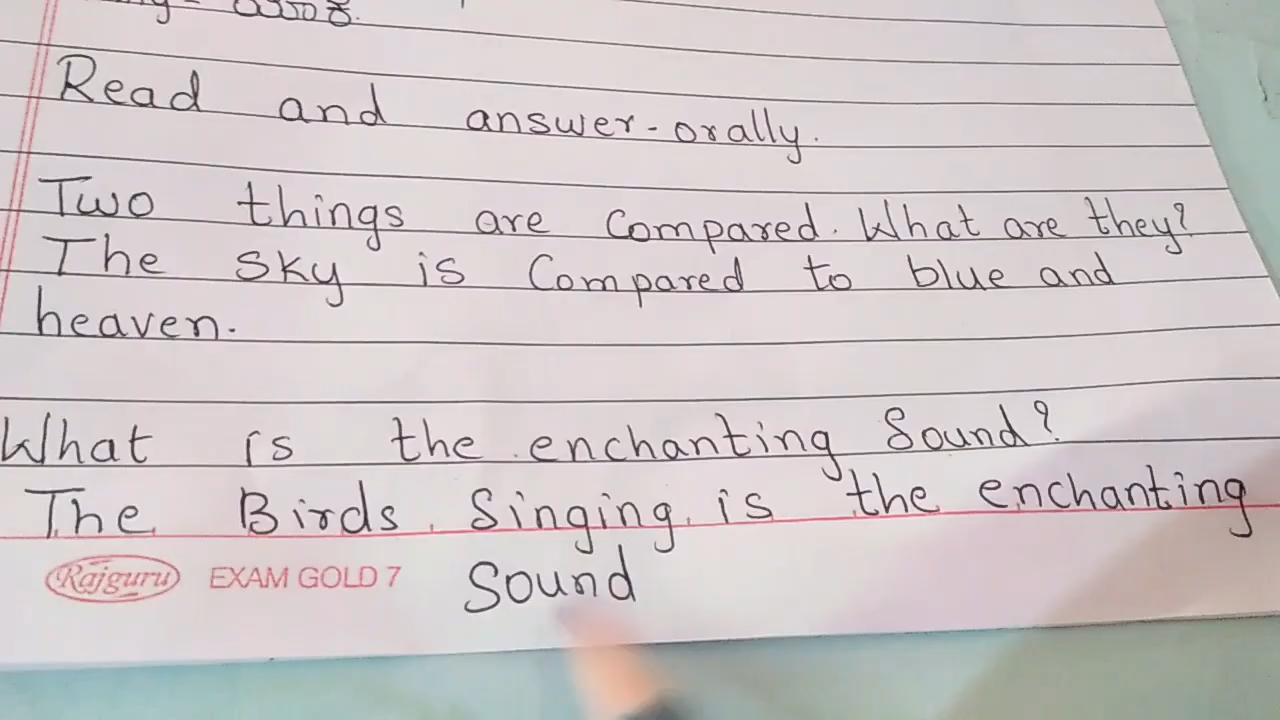 Read and answer-orally.
Two things are compared. What are they?
The sky is Compared to blue and
heaven.
What is the enchanting Sound?
The Birds Singing is the enchanting
Sound
Rajguru EXAM GOLD 7